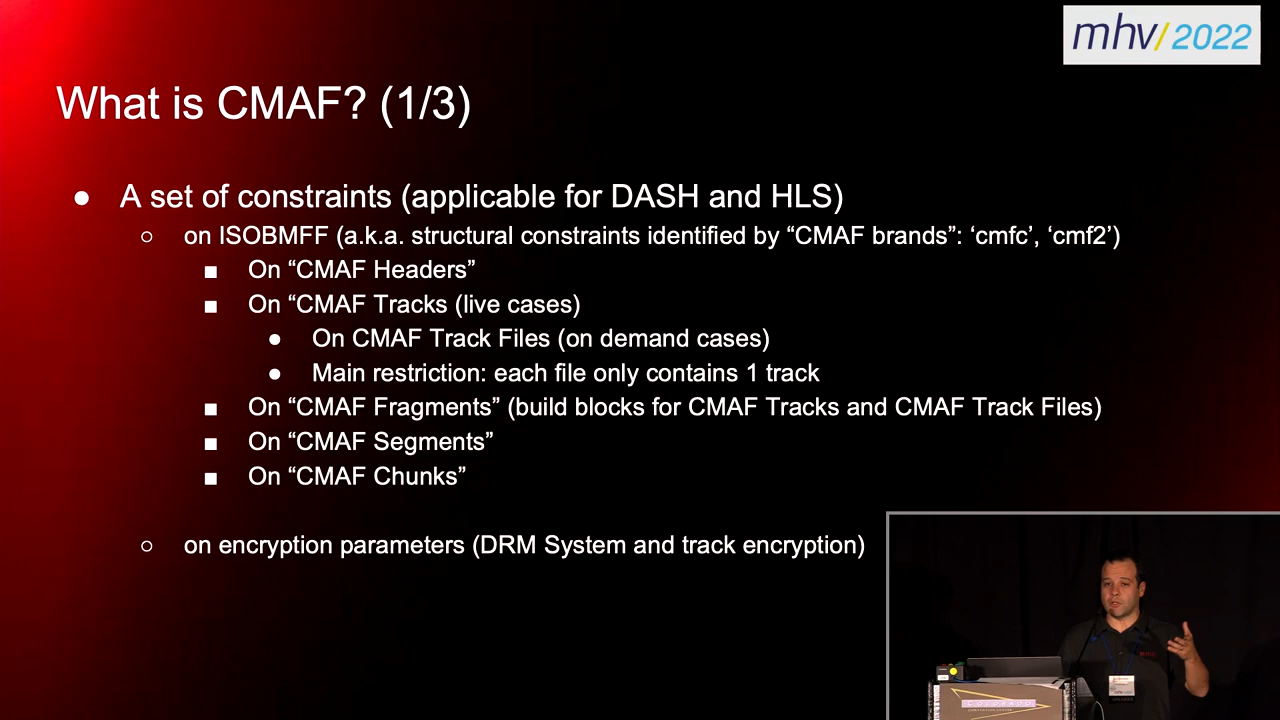 mhv/2022
What is CMAF? (1/3)
● A set of constraints (applicable for DASH and HLS)
○ on ISOBMFF (a.k.a. structural constraints identified by “CMAF brands”: ‘cmfc’, ‘cmf2’)
■ On “CMAF Headers”
■ On “CMAF Tracks (live cases)
● On CMAF Track Files (on demand cases)
● Main restriction: each file only contains 1 track
■ On “CMAF Fragments” (build blocks for CMAF Tracks and CMAF Track Files)
■ On “CMAF Segments”
■ On “CMAF Chunks”
○ on encryption parameters (DRM System and track encryption)
COLORADO